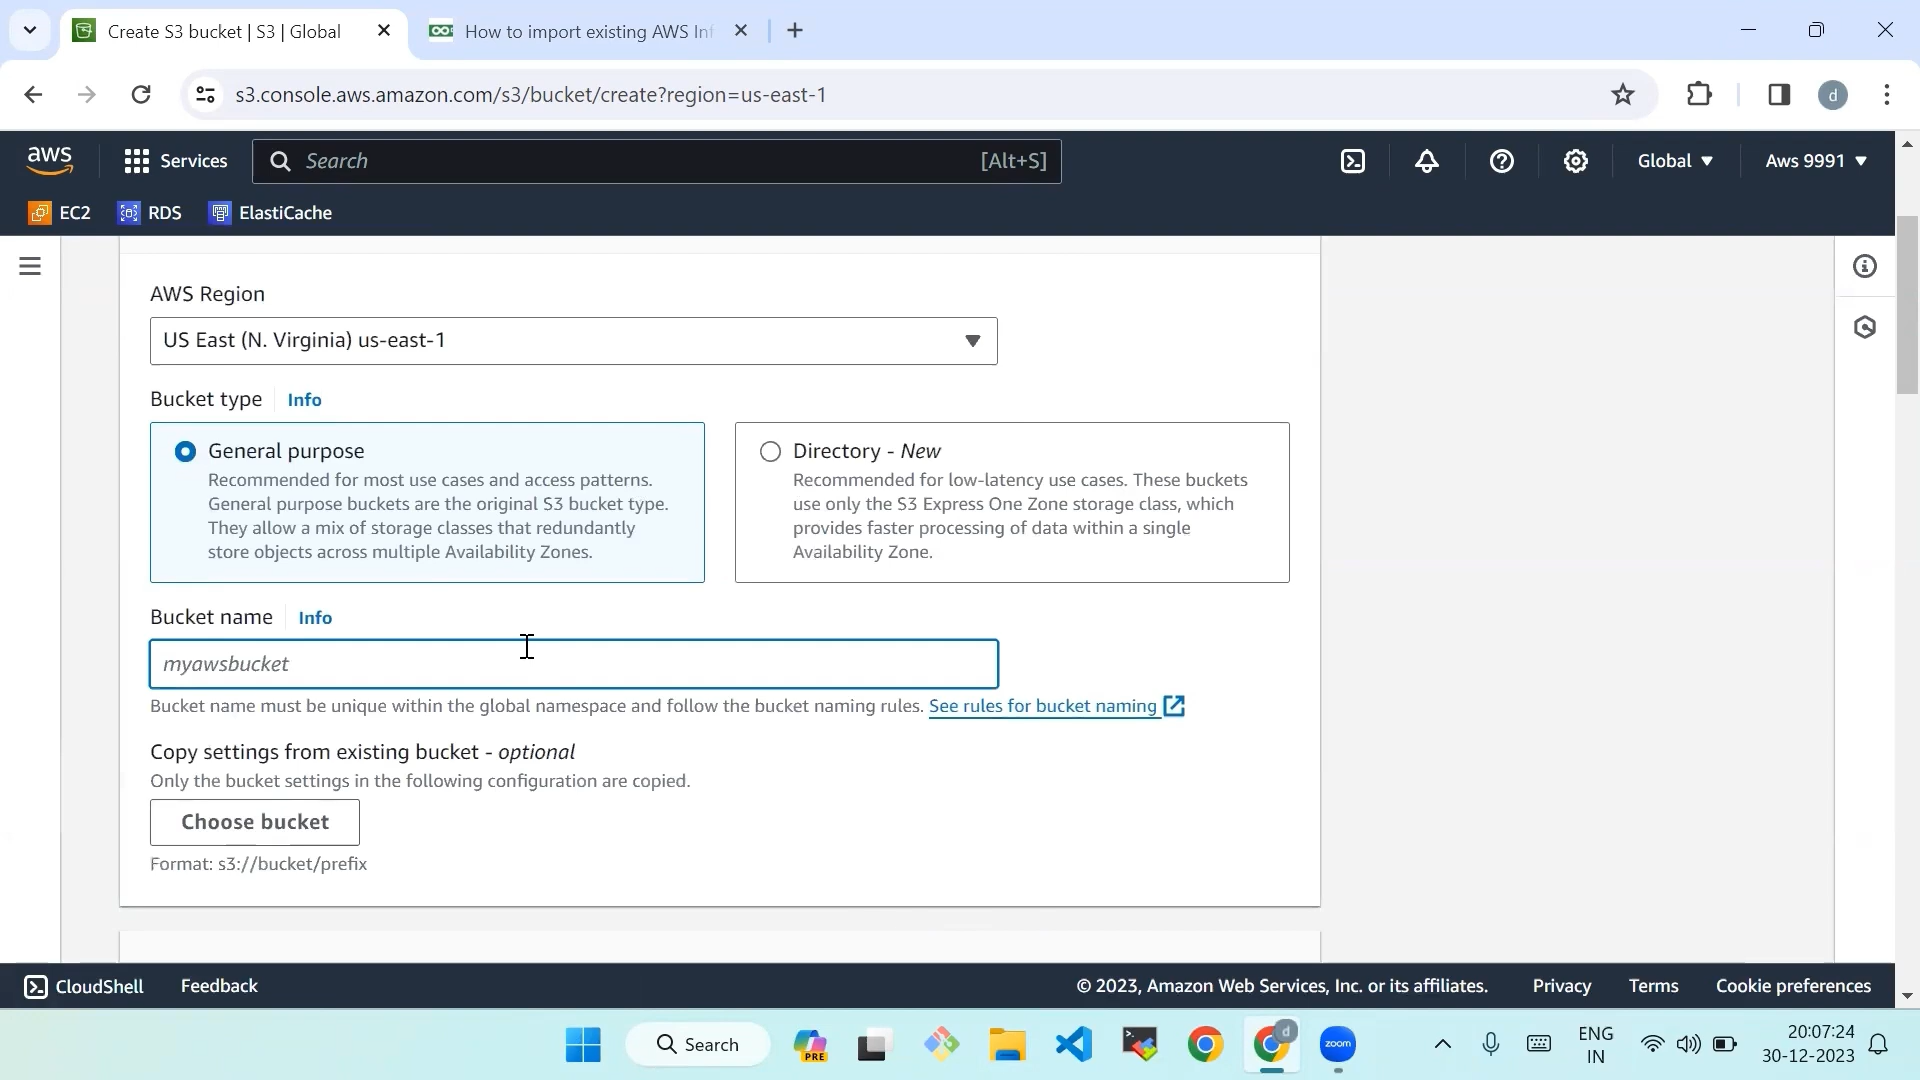 Create S3 bucket | S3 | Global
How to import existing AWS Inf
s3.console.aws.amazon.com/s3/bucket/create?region=us-east-1
d
aws
Services
Search
[Alt+S]
Global
Aws 9991
EC2
RDS
ElastiCache
AWS Region
US East (N. Virginia) us-east-1
Bucket type
Info
General purpose
Recommended for most use cases and access patterns.
General purpose buckets are the original S3 bucket type.
They allow a mix of storage classes that redundantly
store objects across multiple Availability Zones.
Directory - New
Recommended for low-latency use cases. These buckets
use only the S3 Express One Zone storage class, which
provides faster processing of data within a single
Availability Zone.
Bucket name
Info
myawsbucket
Bucket name must be unique within the global namespace and follow the bucket naming rules. See rules for bucket naming
Copy settings from existing bucket - optional
Only the bucket settings in the following configuration are copied.
Choose bucket
Format: s3://bucket/prefix
CloudShell
Feedback
© 2023, Amazon Web Services, Inc. or its affiliates.
Privacy
Terms
Cookie preferences
Search
PRE
d
zoom
ENG
IN
20:07:24
30-12-2023